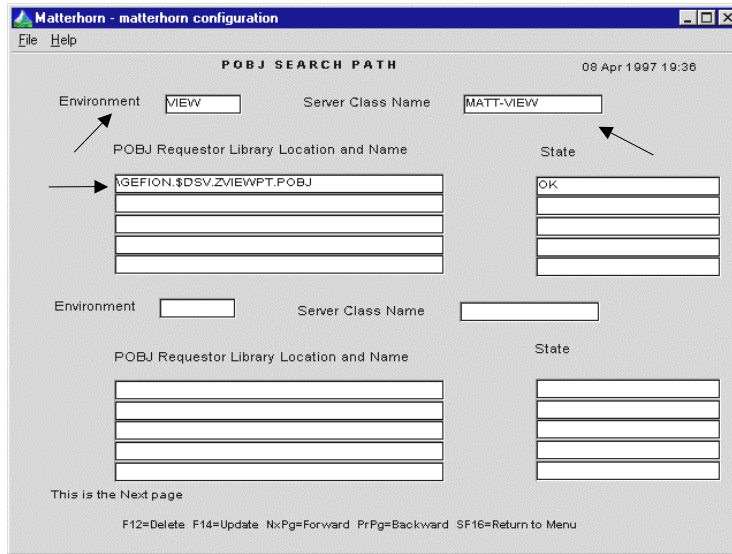 Matterhorn - matterhorn configuration
File Help
POBJ SEARCH PATH 08 Apr 1997 19:36
Environment VIEW Server Class Name MATT-VIEW
POBJ Requestor Library Location and Name State
\GEFION.$DSV.ZVIEWPT.POBJ OK
Environment Server Class Name
POBJ Requestor Library Location and Name State
This is the Next page
F12=Delete F14=Update NxPg=Forward PrPg=Backward SF16=Return to Menu